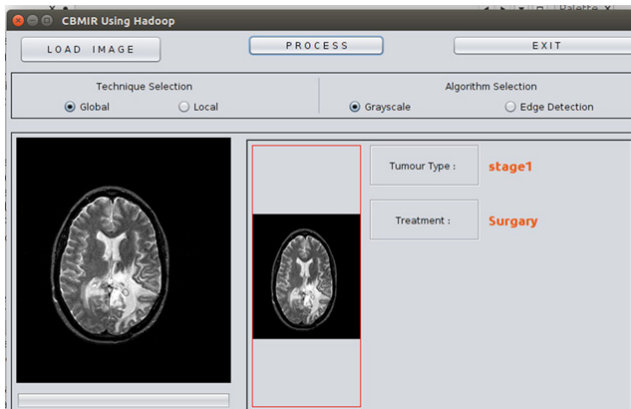 Palette
CBMIR Using Hadoop
LOAD IMAGE
PROCESS
EXIT
Technique Selection
Algorithm Selection
Global
Local
Grayscale
Edge Detection
Tumour Type :
stage1
Treatment :
Surgary